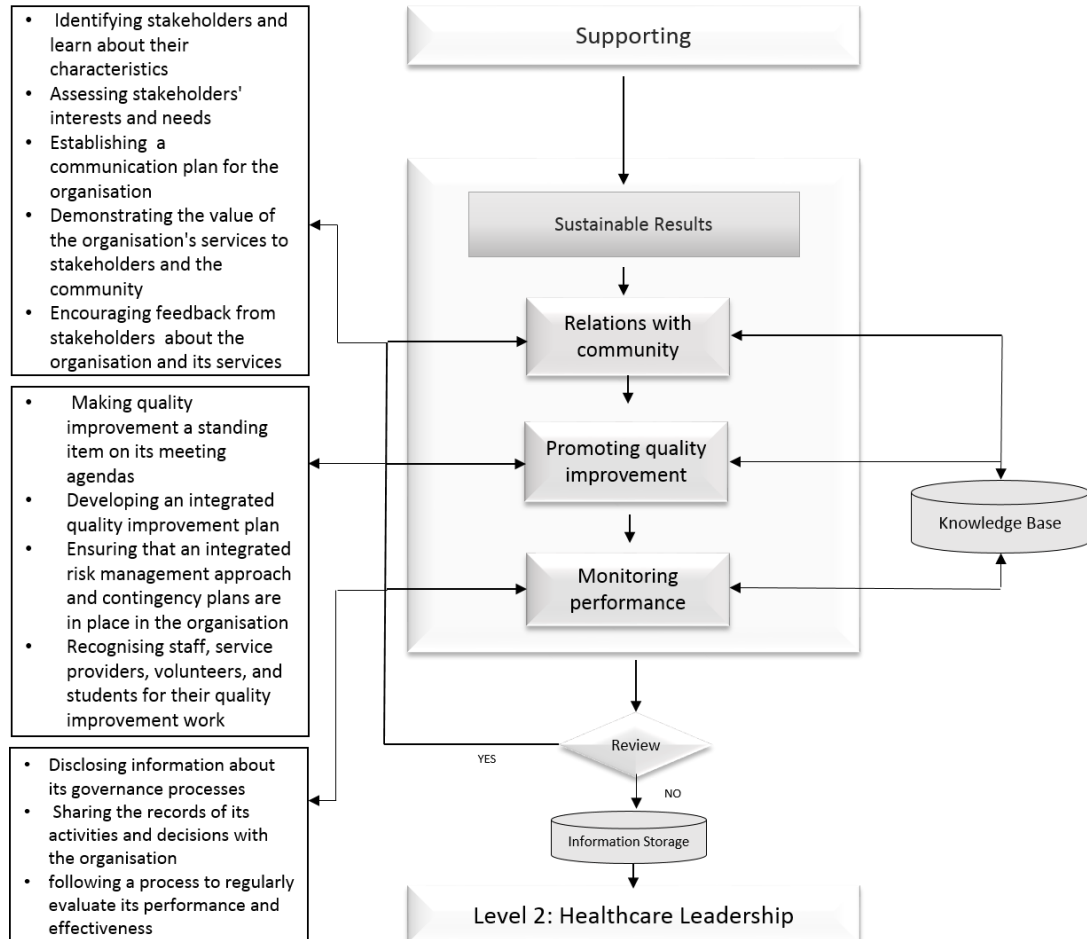 • Identifying stakeholders and
learn about their
characteristics
• Assessing stakeholders'
interests and needs
• Establishing a
communication plan for the
organisation
• Demonstrating the value of
the organisation's services to
stakeholders and the
community
• Encouraging feedback from
stakeholders about the
organisation and its services
• Making quality
improvement a standing
item on its meeting
agendas
• Developing an integrated
quality improvement plan
• Ensuring that an integrated
risk management approach
and contingency plans are
in place in the organisation
• Recognising staff, service
providers, volunteers, and
students for their quality
improvement work
• Disclosing information about
its governance processes
• Sharing the records of its
activities and decisions with
the organisation
• following a process to regularly
evaluate its performance and
effectiveness
Supporting
Sustainable Results
Relations with
community
Promoting quality
improvement
Monitoring
performance
Knowledge Base
Review
YES
NO
Information Storage
Level 2: Healthcare Leadership